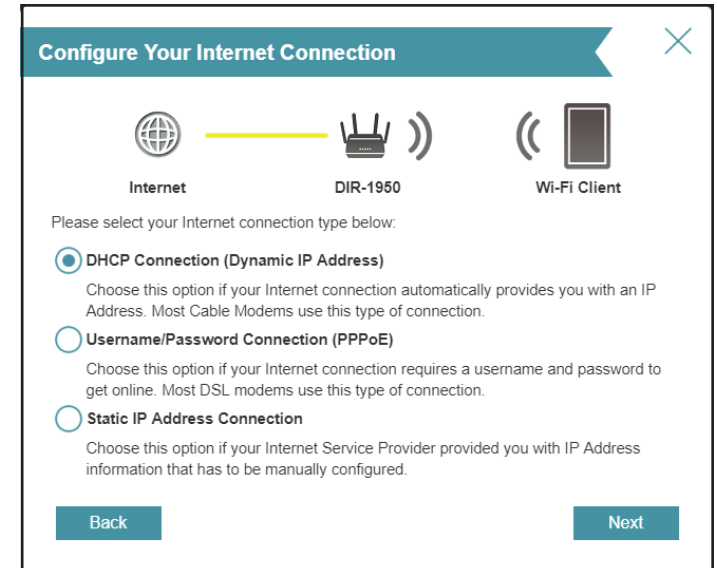 Configure Your Internet Connection
Internet
DIR-1950
Wi-Fi Client
Please select your Internet connection type below:
DHCP Connection (Dynamic IP Address)
Choose this option if your Internet connection automatically provides you with an IP
Address. Most Cable Modems use this type of connection.
Username/Password Connection (PPPoE)
Choose this option if your Internet connection requires a username and password to
get online. Most DSL modems use this type of connection.
Static IP Address Connection
Choose this option if your Internet Service Provider provided you with IP Address
information that has to be manually configured.
Back
Next